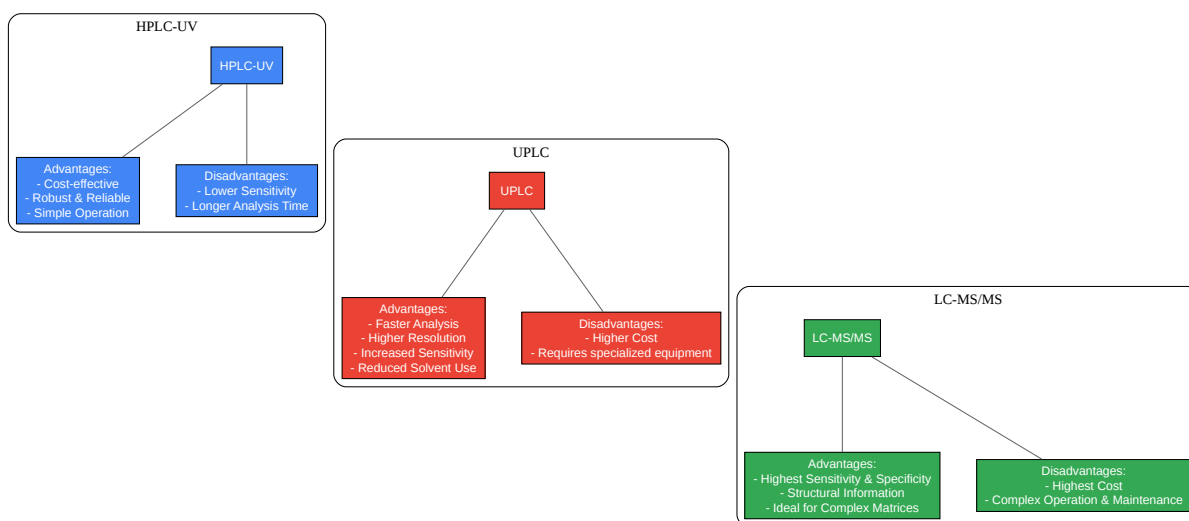 HPLC-UV
HPLC-UV
Advantages:
- Cost-effective
- Robust & Reliable
- Simple Operation
Disadvantages:
- Lower Sensitivity
- Longer Analysis Time
UPLC
UPLC
Advantages:
- Faster Analysis
- Higher Resolution
- Increased Sensitivity
- Reduced Solvent Use
Disadvantages:
- Higher Cost
- Requires specialized equipment
LC-MS/MS
LC-MS/MS
Advantages:
- Highest Sensitivity & Specificity
- Structural Information
- Ideal for Complex Matrices
Disadvantages:
- Highest Cost
- Complex Operation & Maintenance